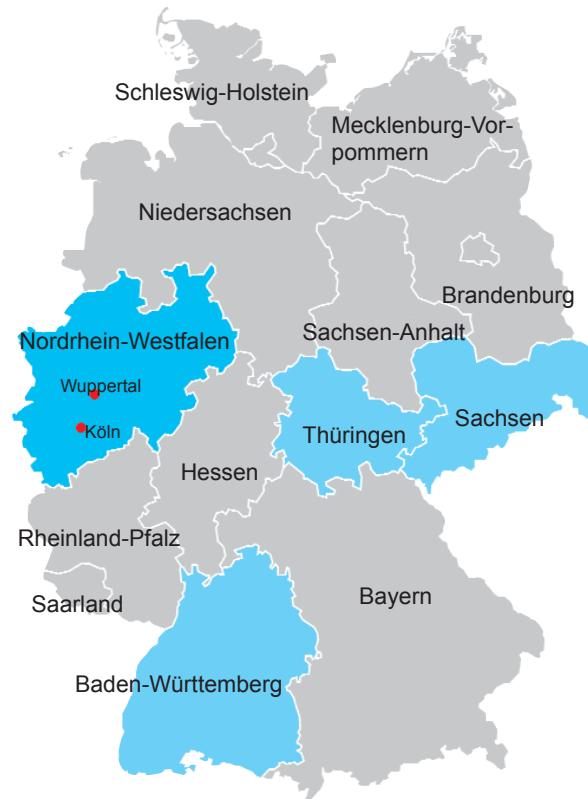 Schleswig-Holstein
Mecklenburg-Vor-
pommern
Niedersachsen
Brandenburg
Nordrhein-Westfalen
Sachsen-Anhalt
Wuppertal
Sachsen
Köln
Thüringen
Hessen
Rheinland-Pfalz
Saarland
Bayern
Baden-Württemberg